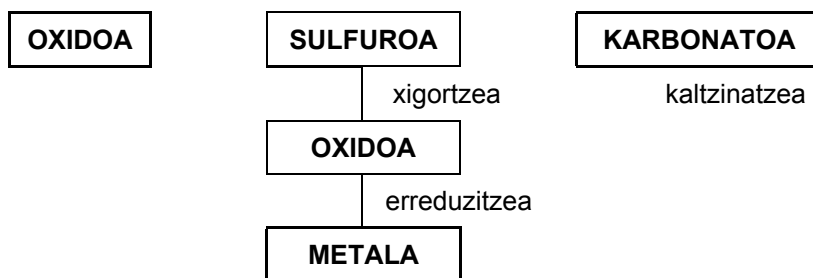 OXIDOA SULFUROA KARBONATOA
xigortzea kaltzinatzea
OXIDOA
erreduzitzea
METALA